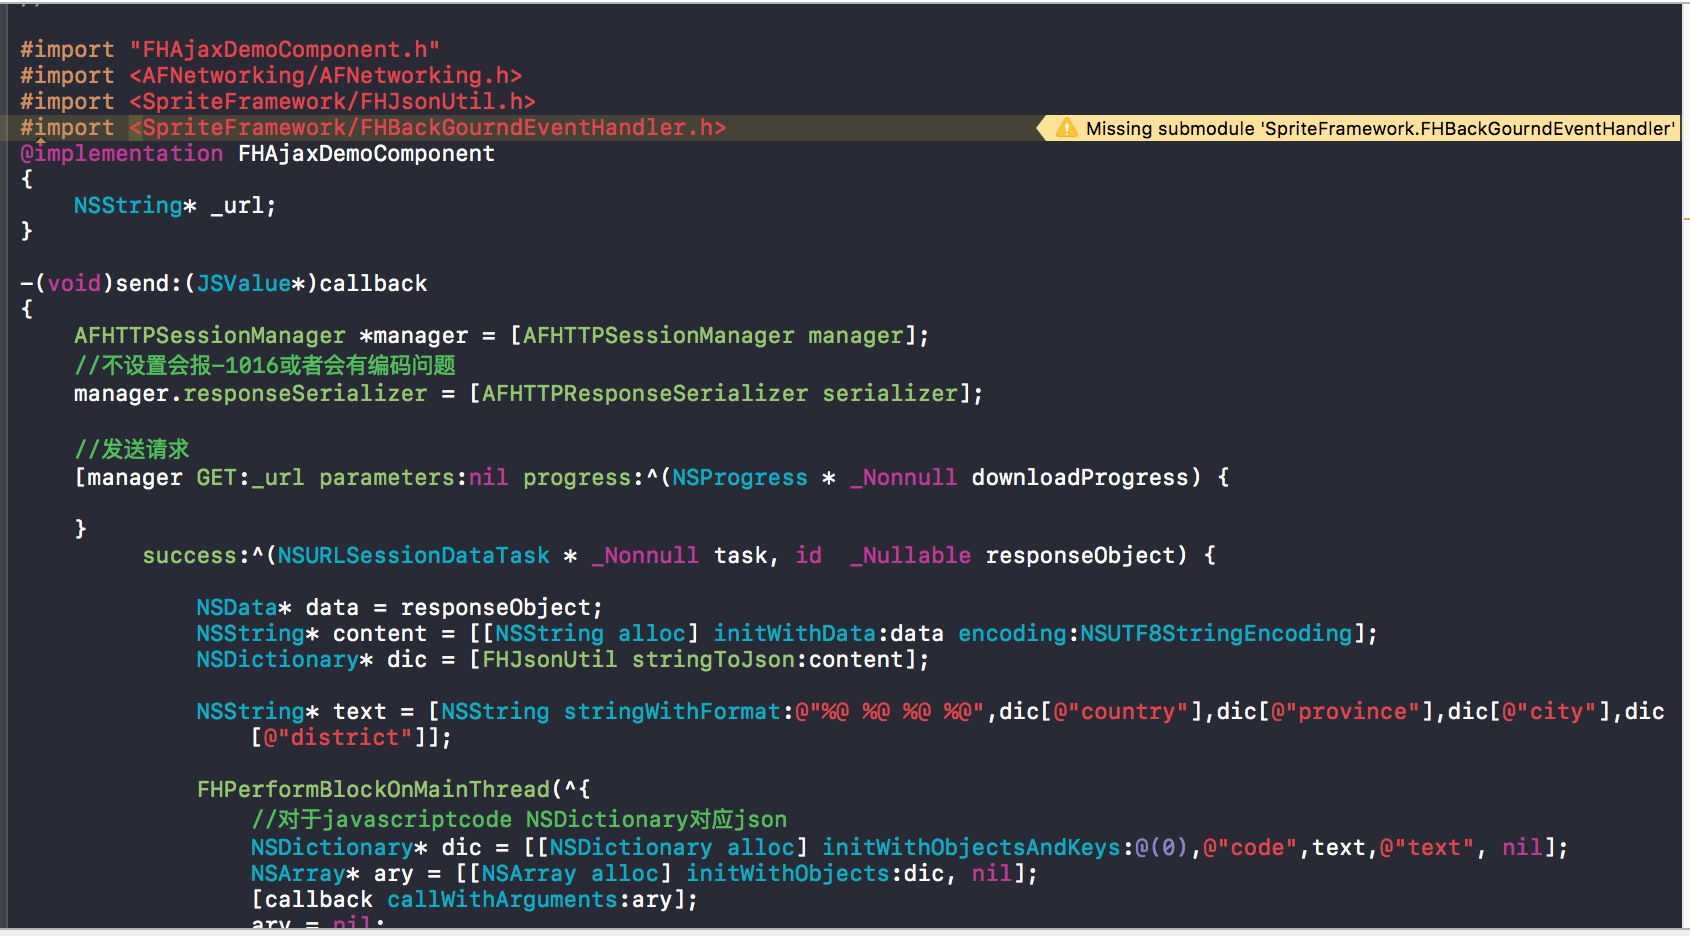 //
#import "FHAjaxDemoComponent.h"
#import <AFNetworking/AFNetworking.h>
#import <SpriteFramework/FHJsonUtil.h>
#import <SpriteFramework/FHBackGourndEventHandler.h>
Missing submodule 'SpriteFramework.FHBackGourndEventHandler'
@implementation FHAjaxDemoComponent
{
NSString* _url;
}
-(void)send:(JSValue*)callback
{
AFHTTPSessionManager *manager = [AFHTTPSessionManager manager];
//不设置会报-1016或者会有编码问题
manager.responseSerializer = [AFHTTPResponseSerializer serializer];
//发送请求
[manager GET:_url parameters:nil progress:^(NSProgress * _Nonnull downloadProgress) {
}
success:^(NSURLSessionDataTask * _Nonnull task, id  _Nullable responseObject) {
NSData* data = responseObject;
NSString* content = [[NSString alloc] initWithData:data encoding:NSUTF8StringEncoding];
NSDictionary* dic = [FHJsonUtil stringToJson:content];
NSString* text = [NSString stringWithFormat:@"%@ %@ %@ %@",dic[@"country"],dic[@"province"],dic[@"city"],dic
[@"district"]];
FHPerformBlockOnMainThread(^{
//对于javascriptcode NSDictionary对应json
NSDictionary* dic = [[NSDictionary alloc] initWithObjectsAndKeys:@(0),@"code",text,@"text", nil];
NSArray* ary = [[NSArray alloc] initWithObjects:dic, nil];
[callback callWithArguments:ary];
ary = nil;